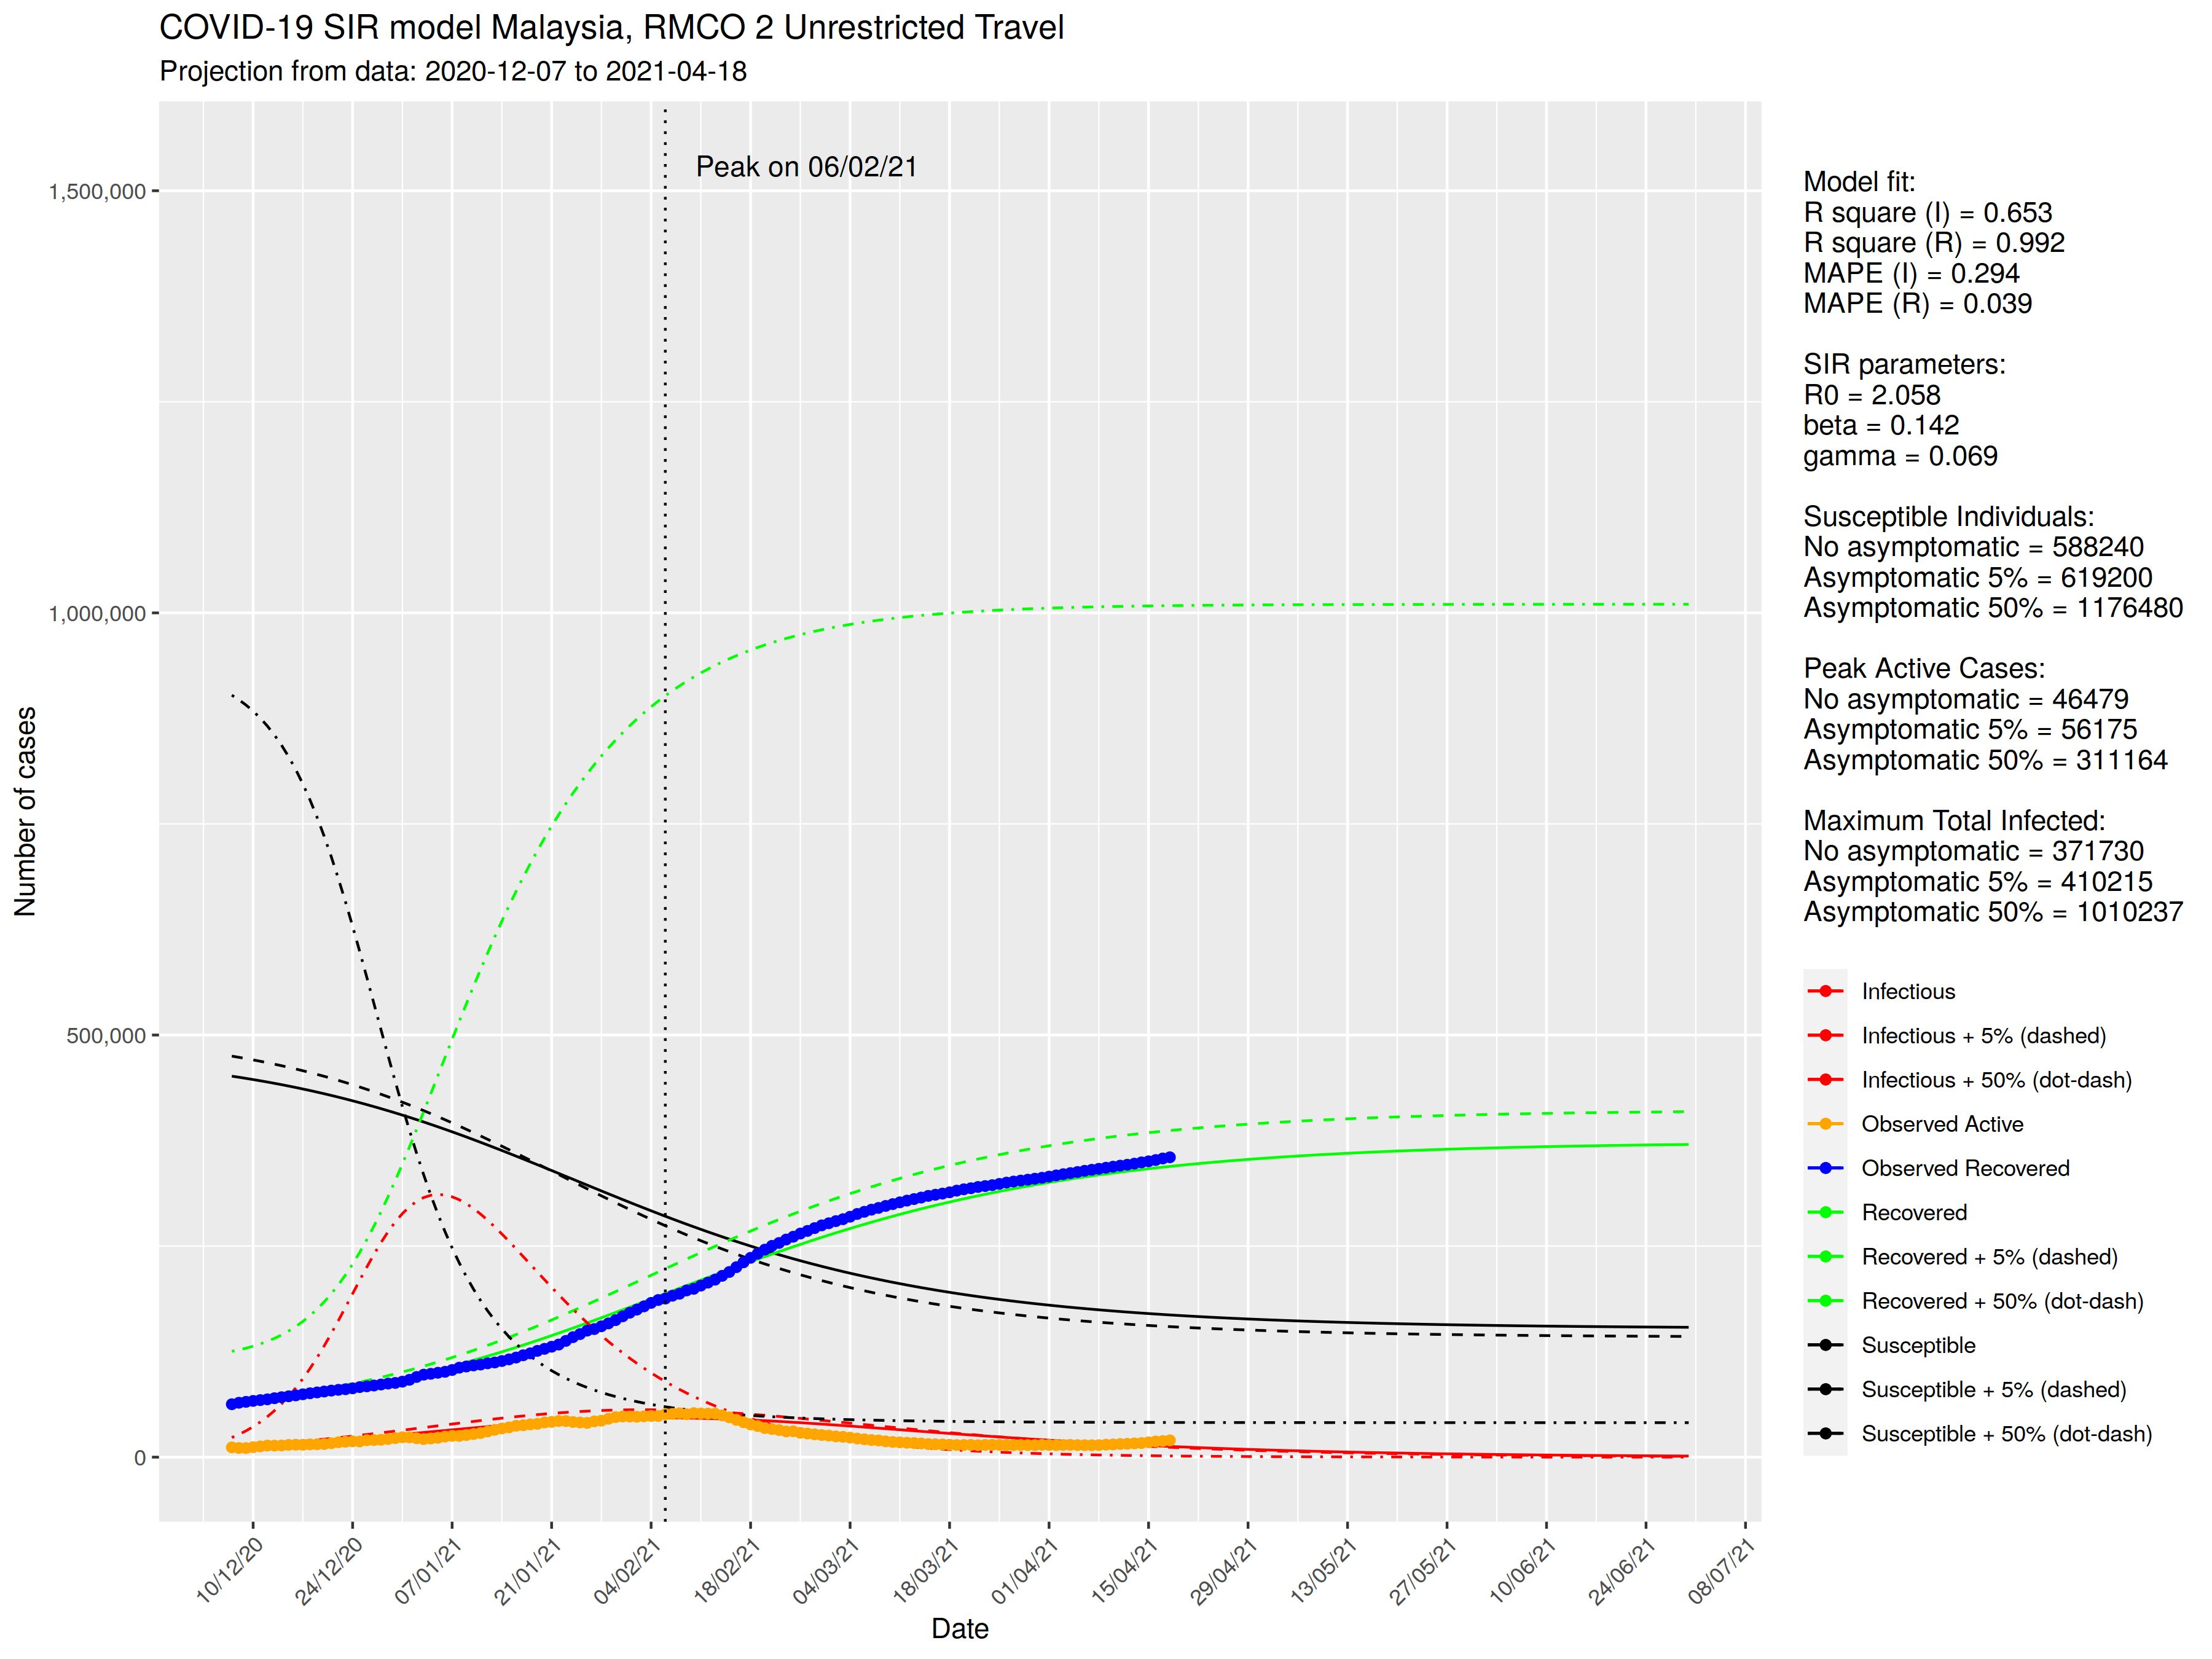 COVID-19 SIR model Malaysia, RMCO 2 Unrestricted Travel
Projection from data: 2020-12-07 to 2021-04-18
Peak on 06/02/21
1,500,000
1,000,000
500,000
0
Number of cases
10/12/20
24/12/20
07/01/21
21/01/21
04/02/21
18/02/21
04/03/21
18/03/21
01/04/21
15/04/21
29/04/21
13/05/21
27/05/21
10/06/21
24/06/21
08/07/21
Date
Model fit:
R square (I) = 0.653
R square (R) = 0.992
MAPE (I) = 0.294
MAPE (R) = 0.039
SIR parameters:
R0 = 2.058
beta = 0.142
gamma = 0.069
Susceptible Individuals:
No asymptomatic = 588240
Asymptomatic 5% = 619200
Asymptomatic 50% = 1176480
Peak Active Cases:
No asymptomatic = 46479
Asymptomatic 5% = 56175
Asymptomatic 50% = 311164
Maximum Total Infected:
No asymptomatic = 371730
Asymptomatic 5% = 410215
Asymptomatic 50% = 1010237
Infectious
Infectious + 5% (dashed)
Infectious + 50% (dot-dash)
Observed Active
Observed Recovered
Recovered
Recovered + 5% (dashed)
Recovered + 50% (dot-dash)
Susceptible
Susceptible + 5% (dashed)
Susceptible + 50% (dot-dash)